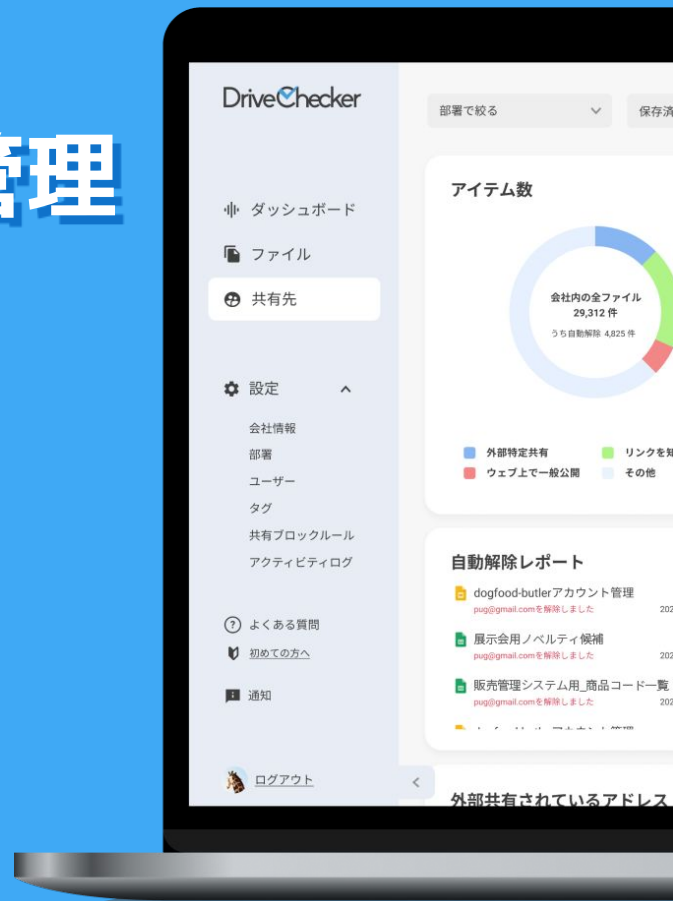 管理
DriveChecker
部署で絞る
保存済
ダッシュボード
ファイル
共有先
設定
会社情報
部署
ユーザー
タグ
共有ブロックルール
アクティビティログ
よくある質問
初めての方へ
通知
ログアウト
アイテム数
会社内の全ファイル
29,312 件
うち自動解除 4,825 件
外部特定共有
リンクを知
ウェブ上で一般公開
その他
自動解除レポート
dogfood-butlerアカウント管理
pug@gmail.comを解除しました
202
展示会用ノベルティ候補
pug@gmail.comを解除しました
202
販売管理システム用_商品コード一覧
pug@gmail.comを解除しました
202
外部共有されているアドレス